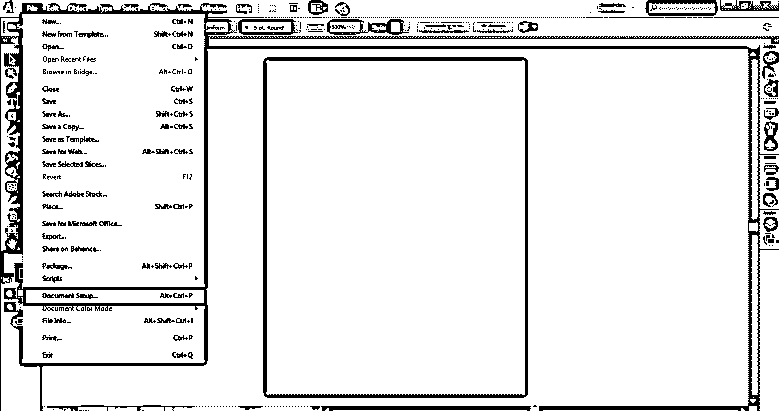 File Edit Object Type Select Effect View Window Help
5 pt. Round
New... Ctrl+N
New from Template... Shift+Ctrl+N
Open... Ctrl+O
Open Recent Files
Browse in Bridge... Alt+Ctrl+O
Close Ctrl+W
Save Ctrl+S
Save As... Shift+Ctrl+S
Save a Copy... Alt+Ctrl+S
Save as Template...
Save for Web... Alt+Shift+Ctrl+S
Save Selected Slices...
Revert F12
Search Adobe Stock...
Place... Shift+Ctrl+P
Save for Microsoft Office...
Export...
Share on Behance...
Package... Alt+Shift+Ctrl+P
Scripts
Document Setup... Alt+Ctrl+P
Document Color Mode
File Info... Alt+Shift+Ctrl+I
Print... Ctrl+P
Exit Ctrl+Q